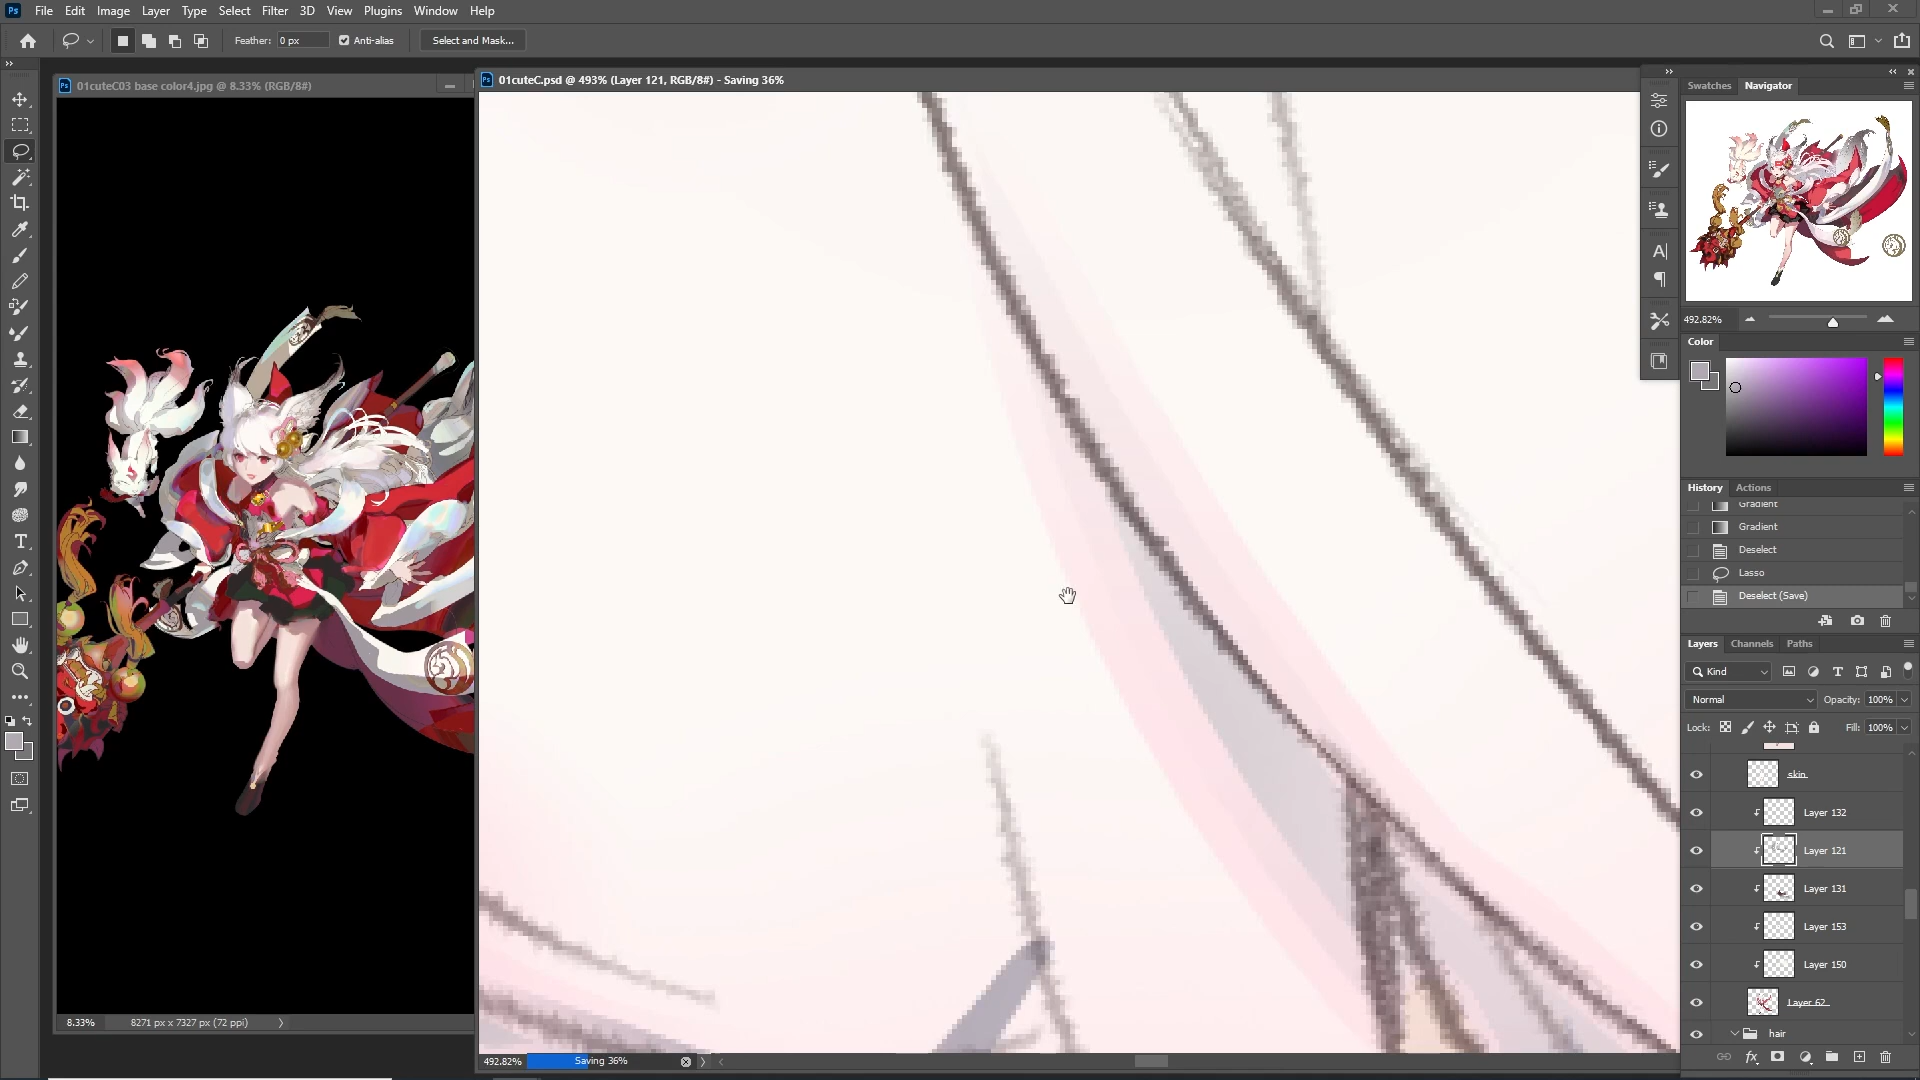 Ps File Edit Image Layer Type Select Filter 3D View Plugins Window Help
Feather: 0 px Anti-alias Select and Mask...
Ps 01cuteC03 base color4.jpg @ 8.33% (RGB/8#)
Ps 01cuteC.psd @ 493% (Layer 121, RGB/8#) - Saving 36%
Swatches Navigator
492.82%
Color
History Actions
Gradient
Gradient
Deselect
Lasso
Deselect (Save)
Layers Channels Paths
Kind
Normal Opacity: 100%
Lock: Fill: 100%
skin
Layer 132
Layer 121
Layer 131
Layer 153
Layer 150
Layer 62
hair
8.33% 8271 px x 7327 px (72 ppi)
492.82% Saving 36%